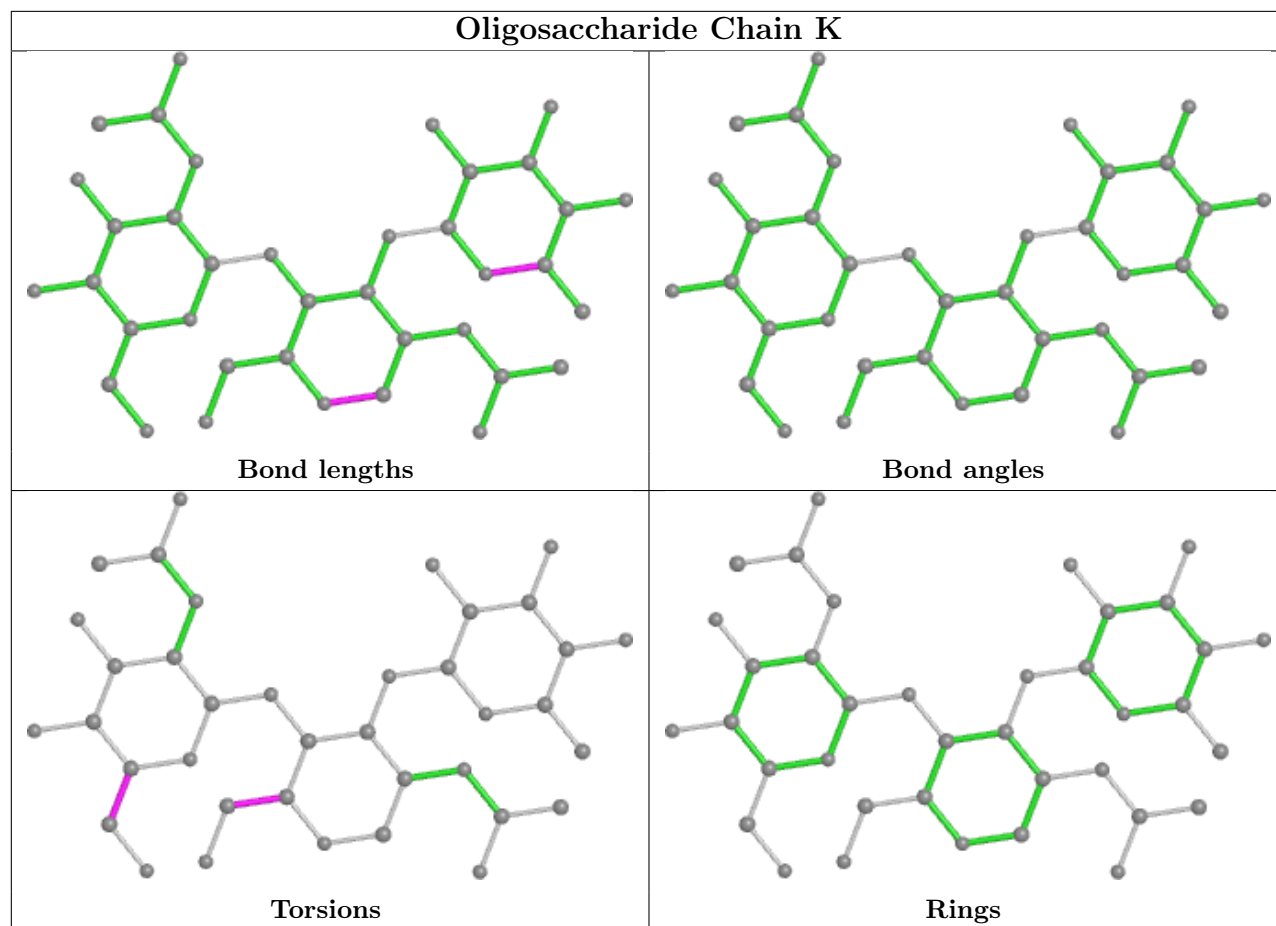 Oligosaccharide Chain K
Bond lengths
Bond angles
Torsions
Rings